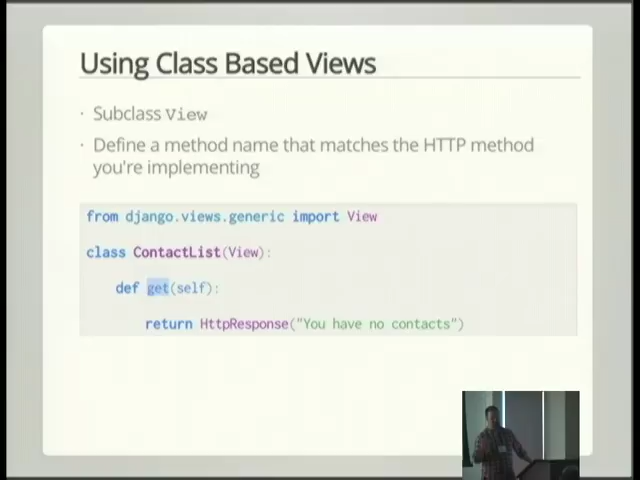 Using Class Based Views
· Subclass View
· Define a method name that matches the HTTP method
you're implementing
from django.views.generic import View
class ContactList(View):
def get(self):
return HttpResponse("You have no contacts")